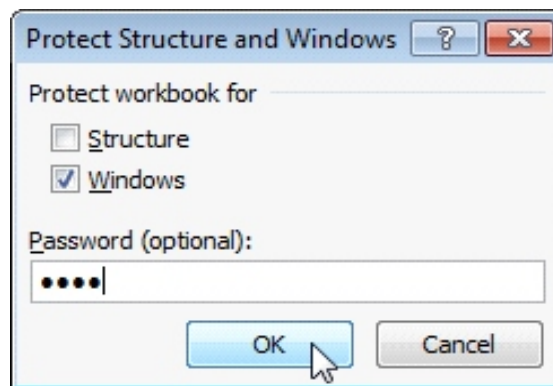 Protect Structure and Windows ?
Protect workbook for
Structure
Windows
Password (optional):
••••
OK Cancel